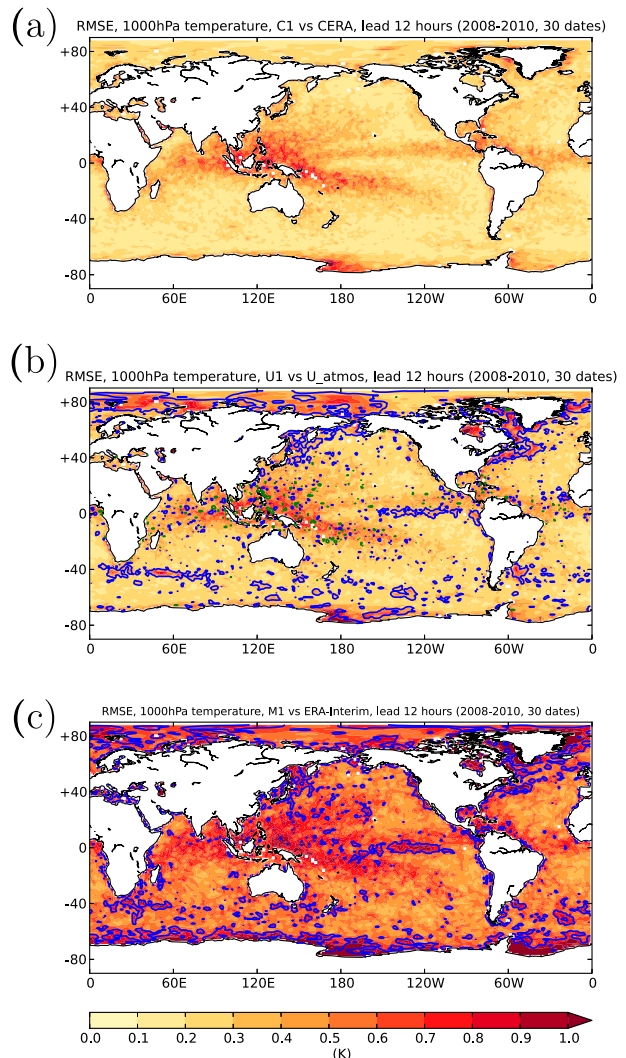 (a)
RMSE, 1000hPa temperature, C1 vs CERA, lead 12 hours (2008-2010, 30 dates)
+80
+40
0
-40
-80
0 60E 120E 180 120W 60W 0
(b)
RMSE, 1000hPa temperature, U1 vs U_atmos, lead 12 hours (2008-2010, 30 dates)
+80
+40
0
-40
-80
0 60E 120E 180 120W 60W 0
(c)
RMSE, 1000hPa temperature, M1 vs ERA-Interim, lead 12 hours (2008-2010, 30 dates)
+80
+40
0
-40
-80
0 60E 120E 180 120W 60W 0
0.0 0.1 0.2 0.3 0.4 0.5 0.6 0.7 0.8 0.9 1.0
(K)